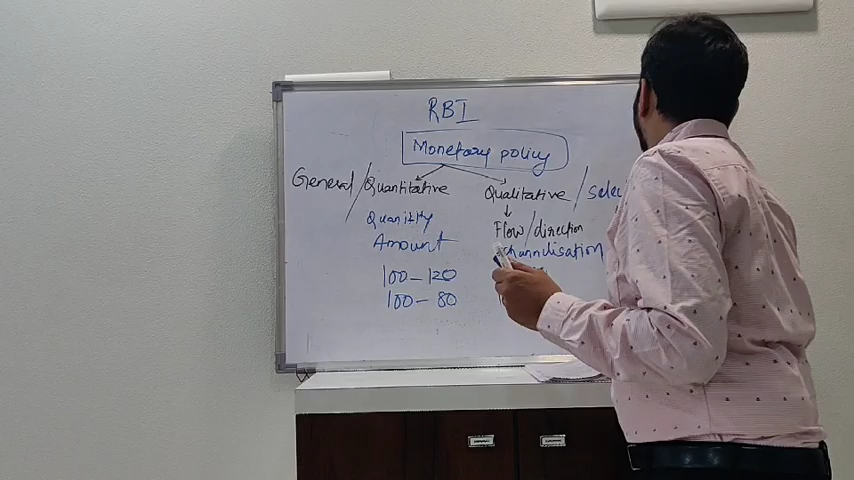 RBI
Monetary policy
General / Quantitative Qualitative / Selec
Quantity Flow / direction
Amount channelisation
100 - 120
100 - 80